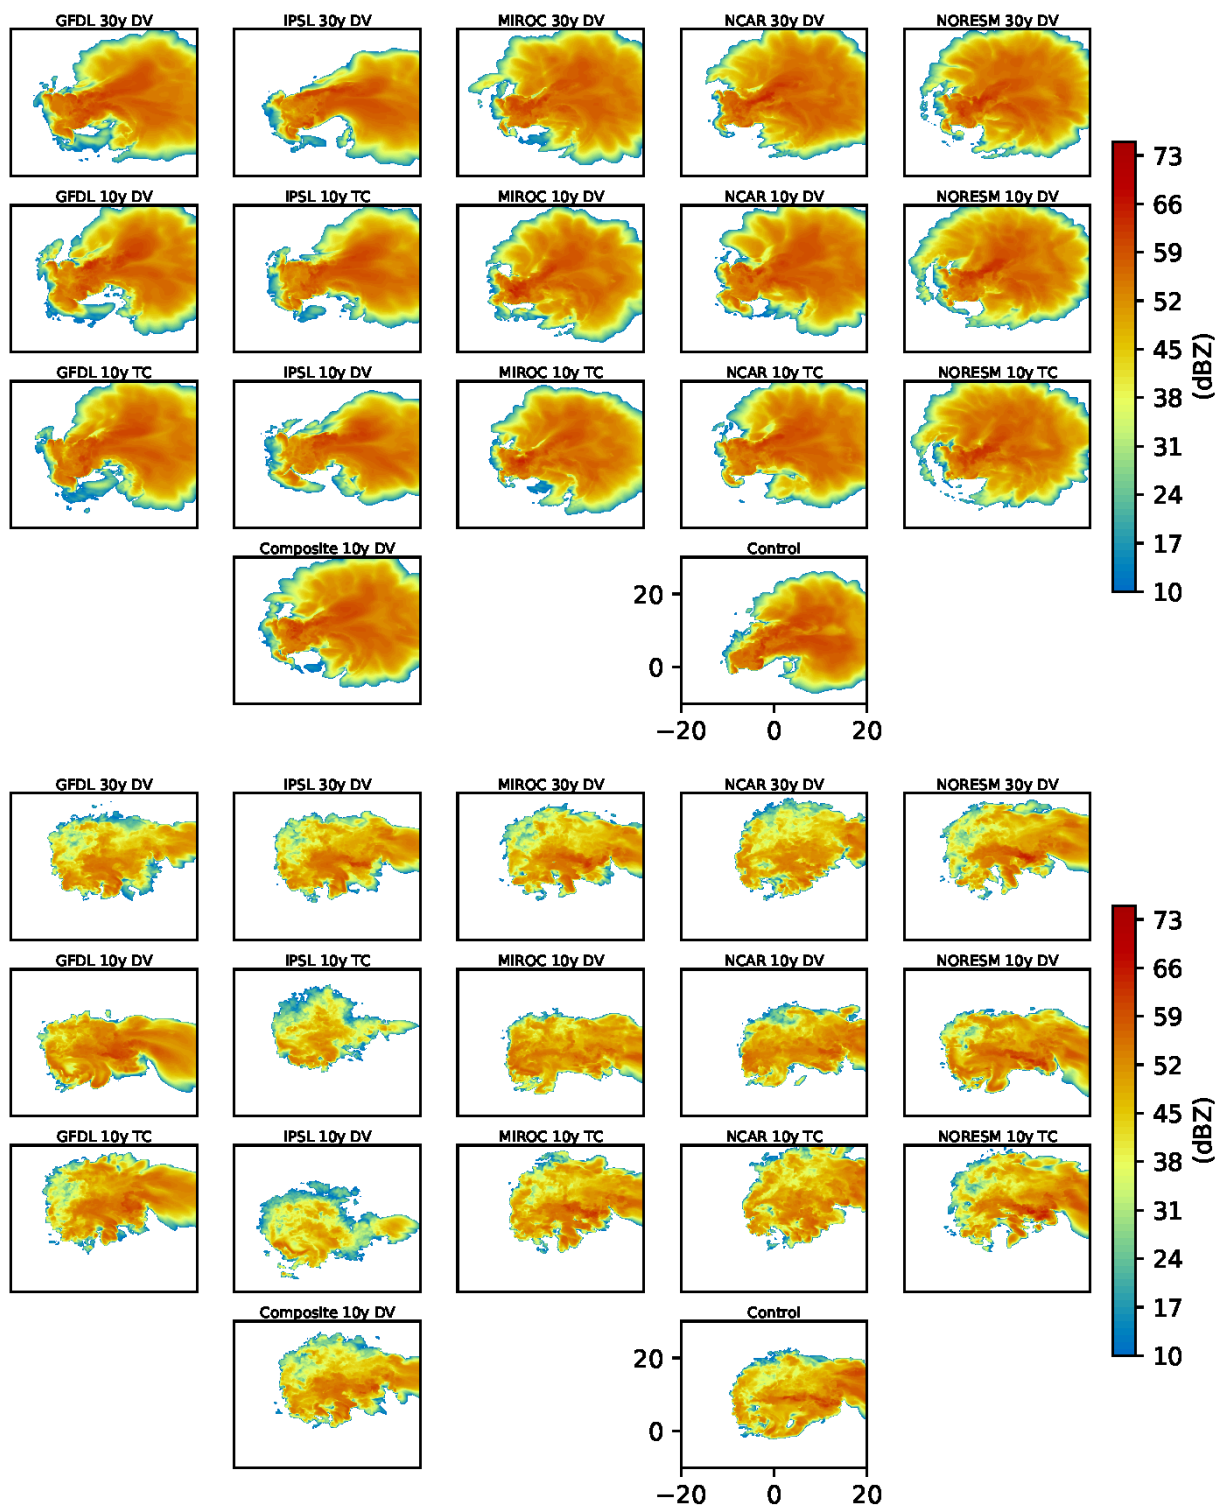 GFDL 30y DV IPSL 30y DV MIROC 30y DV NCAR 30y DV NORESM 30y DV
GFDL 10y DV IPSL 10y TC MIROC 10y DV NCAR 10y DV NORESM 10y DV
GFDL 10y TC IPSL 10y DV MIROC 10y TC NCAR 10y TC NORESM 10y TC
Composite 10y DV Control
20
0
−20 0 20
73
66
59
52
45
38
31
24
17
10
(dBZ)
GFDL 30y DV IPSL 30y DV MIROC 30y DV NCAR 30y DV NORESM 30y DV
GFDL 10y DV IPSL 10y TC MIROC 10y DV NCAR 10y DV NORESM 10y DV
GFDL 10y TC IPSL 10y DV MIROC 10y TC NCAR 10y TC NORESM 10y TC
Composite 10y DV Control
20
0
−20 0 20
73
66
59
52
45
38
31
24
17
10
(dBZ)